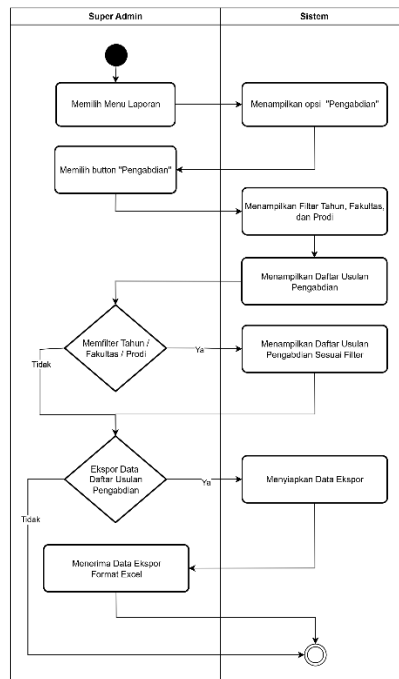 Super Admin
Sistem
Memilih Menu Laporan
Menampilkan opsi "Pengabdian"
Memilih button "Pengabdian"
Menampilkan Filter Tahun, Fakultas,
dan Prodi
Menampilkan Daftar Usulan
Pengabdian
Memfilter Tahun /
Fakultas / Prodi
Ya
Menampilkan Daftar Usulan
Pengabdian Sesuai Filter
Tidak
Ekspor Data
Daftar Usulan
Pengabdian
Ya
Menyiapkan Data Ekspor
Tidak
Menerima Data Ekspor
Format Excel